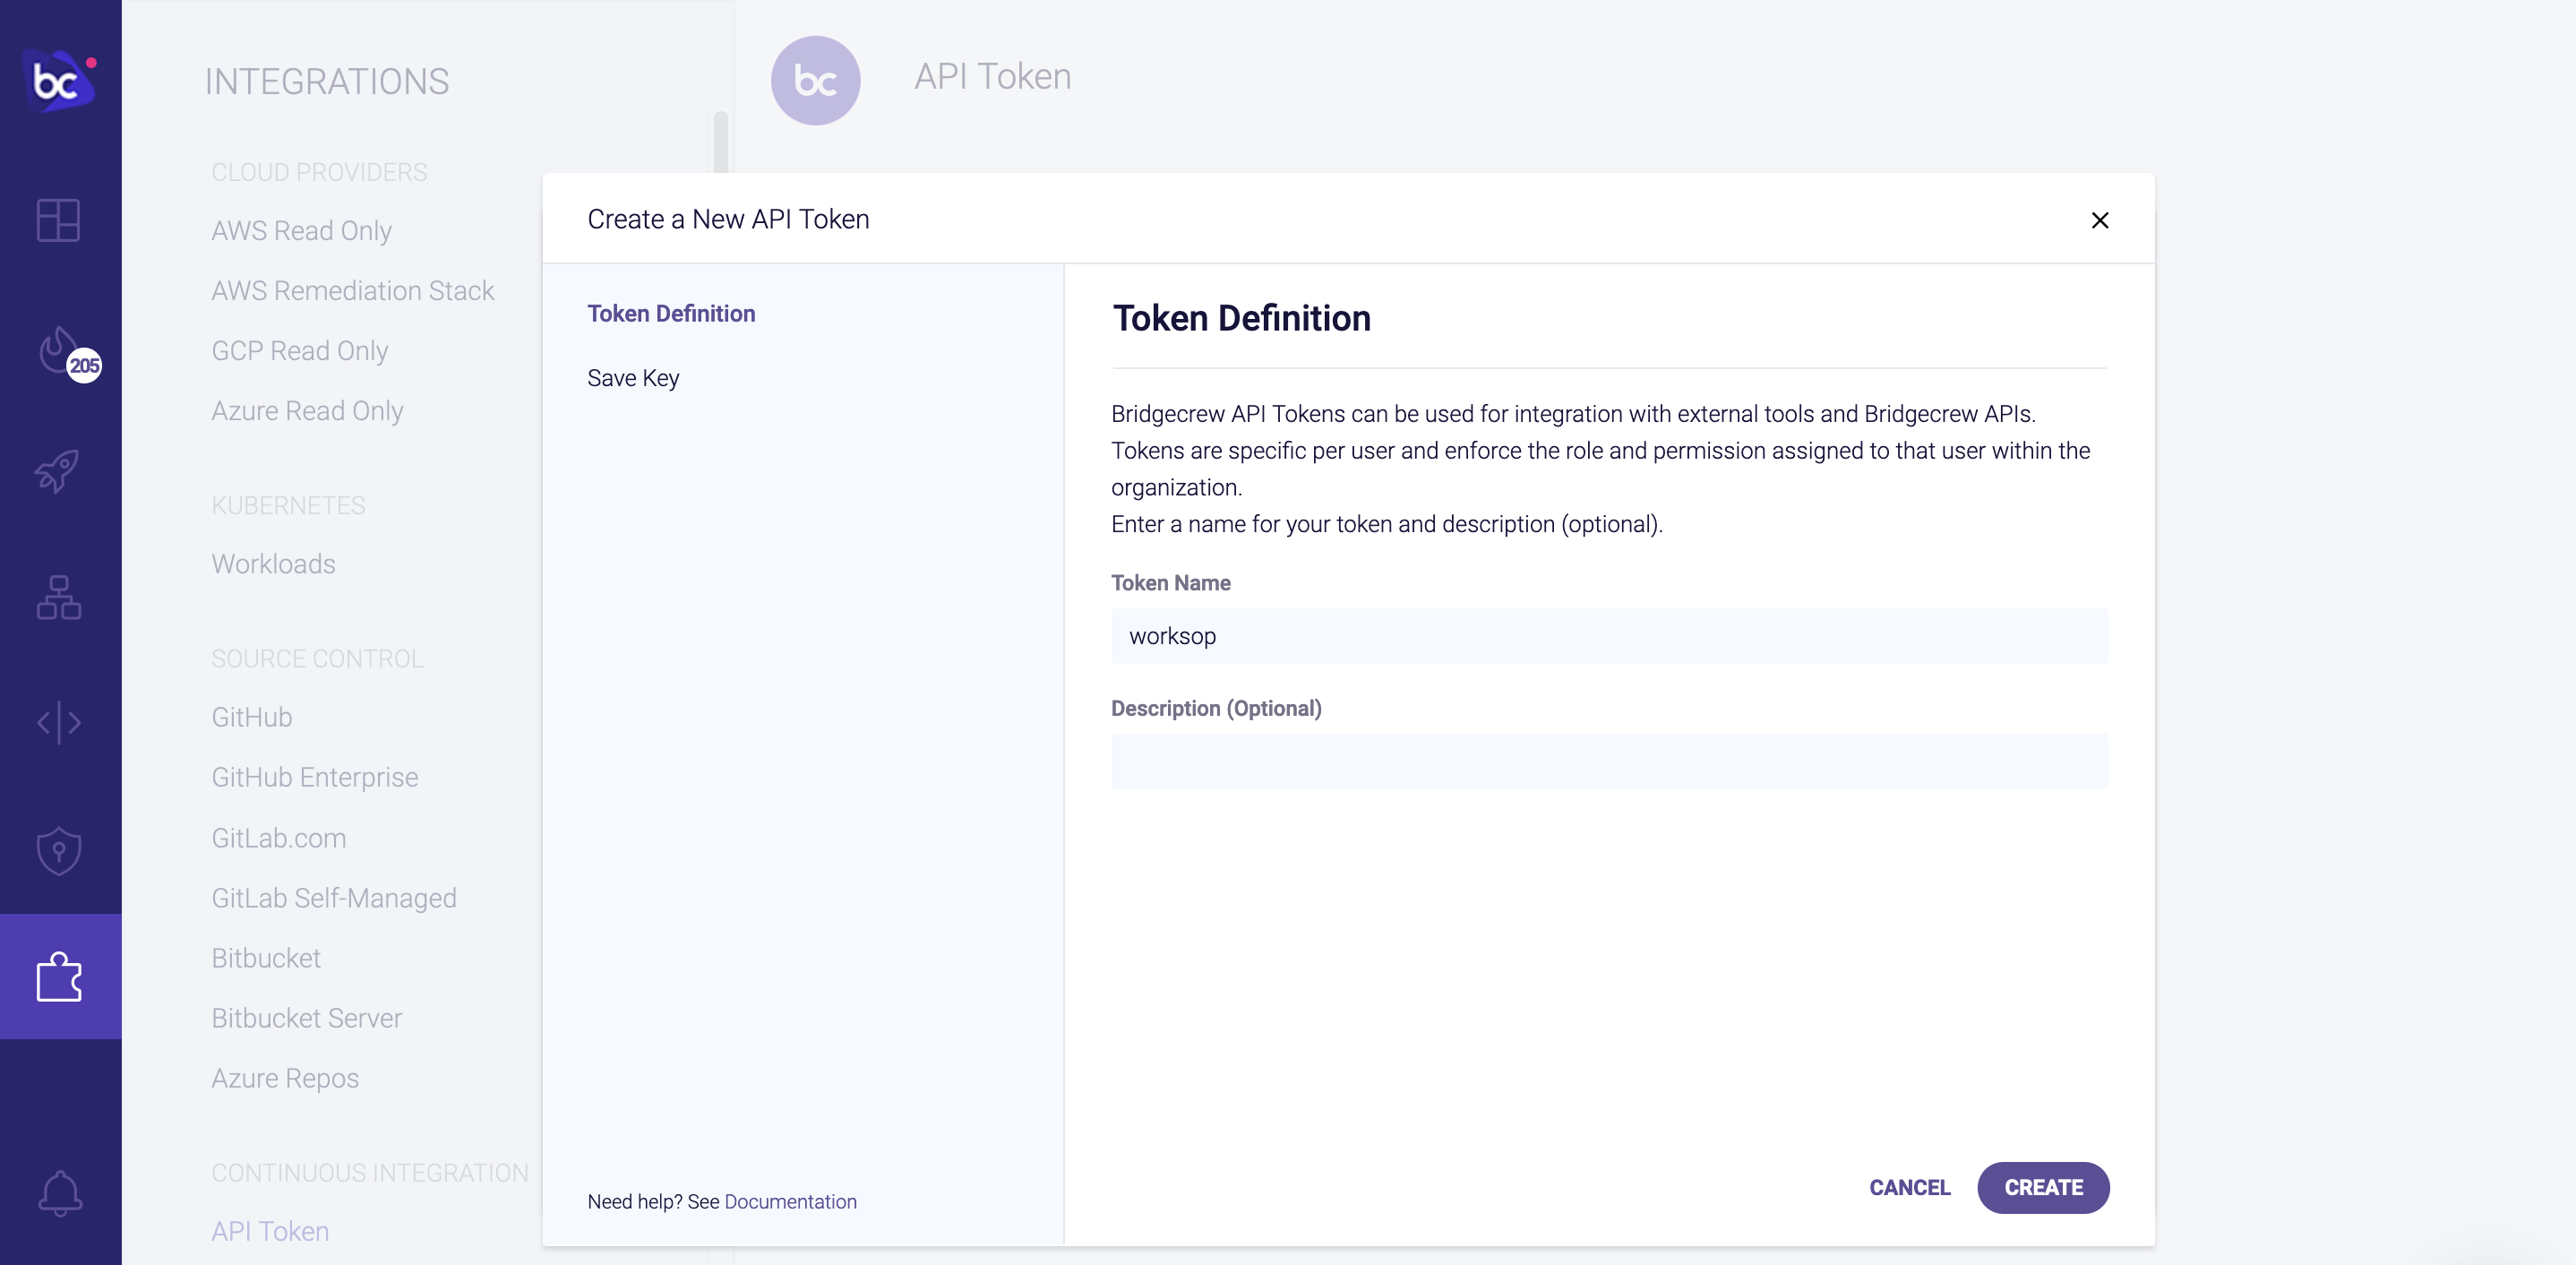 bc
INTEGRATIONS
bc
API Token
CLOUD PROVIDERS
AWS Read Only
AWS Remediation Stack
GCP Read Only
205
Azure Read Only
KUBERNETES
Workloads
SOURCE CONTROL
GitHub
GitHub Enterprise
GitLab.com
GitLab Self-Managed
Bitbucket
Bitbucket Server
Azure Repos
CONTINUOUS INTEGRATION
API Token
Create a New API Token
Token Definition
Save Key
Need help? See Documentation
Token Definition
Bridgecrew API Tokens can be used for integration with external tools and Bridgecrew APIs.
Tokens are specific per user and enforce the role and permission assigned to that user within the
organization.
Enter a name for your token and description (optional).
Token Name
worksop
Description (Optional)
CANCEL
CREATE